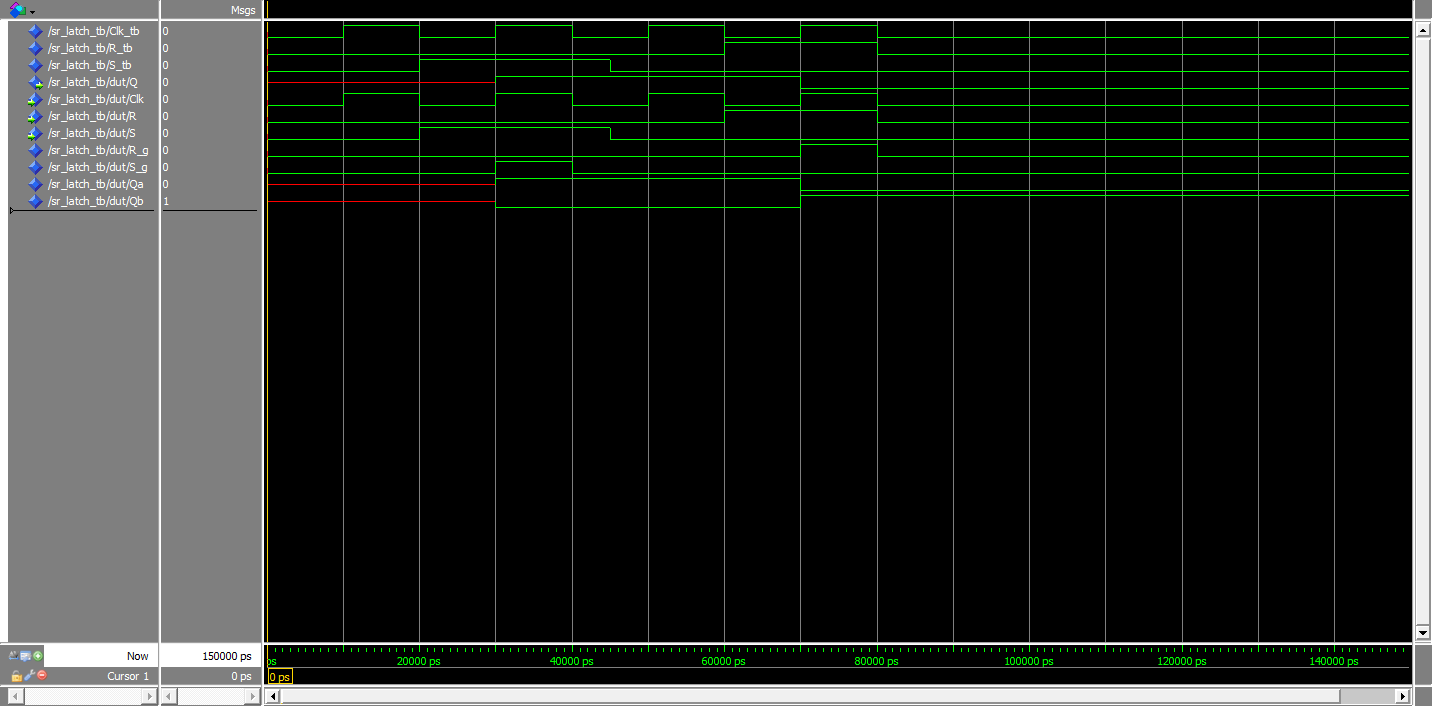 Msgs
/sr_latch_tb/Clk_tb 0
/sr_latch_tb/R_tb 0
/sr_latch_tb/S_tb 0
/sr_latch_tb/dut/Q 0
/sr_latch_tb/dut/Clk 0
/sr_latch_tb/dut/R 0
/sr_latch_tb/dut/S 0
/sr_latch_tb/dut/R_g 0
/sr_latch_tb/dut/S_g 0
/sr_latch_tb/dut/Qa 0
/sr_latch_tb/dut/Qb 1
Now 150000 ps ps 20000 ps 40000 ps 60000 ps 80000 ps 100000 ps 120000 ps 140000 ps
Cursor 1 0 ps 0 ps